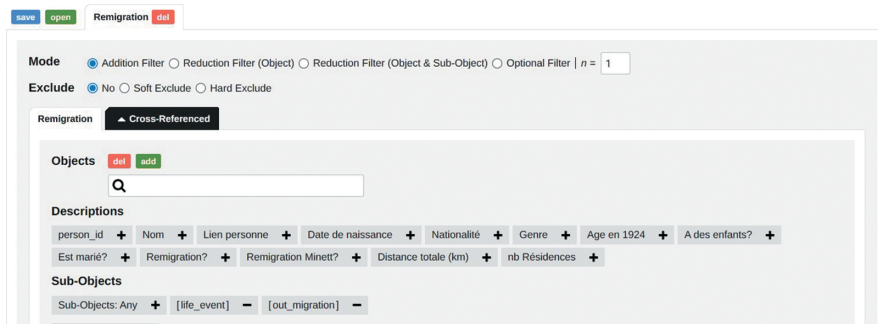 save open Remigration del
Mode Addition Filter Reduction Filter (Object) Reduction Filter (Object & Sub-Object) Optional Filter | n = 1
Exclude No Soft Exclude Hard Exclude
Remigration Cross-Referenced
Objects del add
Descriptions
person_id + Nom + Lien personne + Date de naissance + Nationalité + Genre + Age en 1924 + A des enfants? +
Est marié? + Remigration? + Remigration Minett? + Distance totale (km) + nb Résidences +
Sub-Objects
Sub-Objects: Any + [life_event] − [out_migration] −